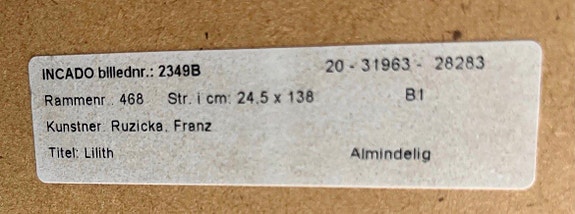 INCADO billednr.: 2349B 20 - 31963 - 28283
Rammenr.. 468 Str. i cm: 24.5 x 138 B.1
Kunstner: Ruzicka, Franz
Titel: Lilith Almindelig